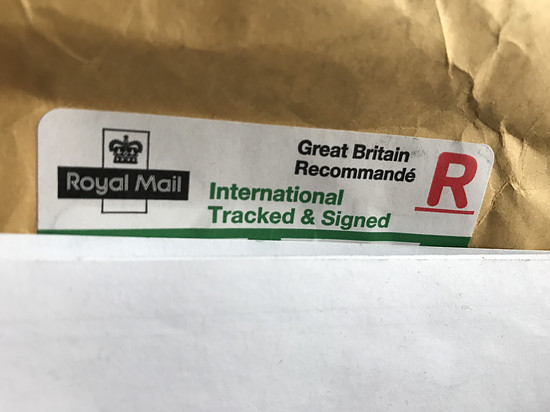 Royal Mail
Great Britain
Recommandé
R
International
Tracked & Signed